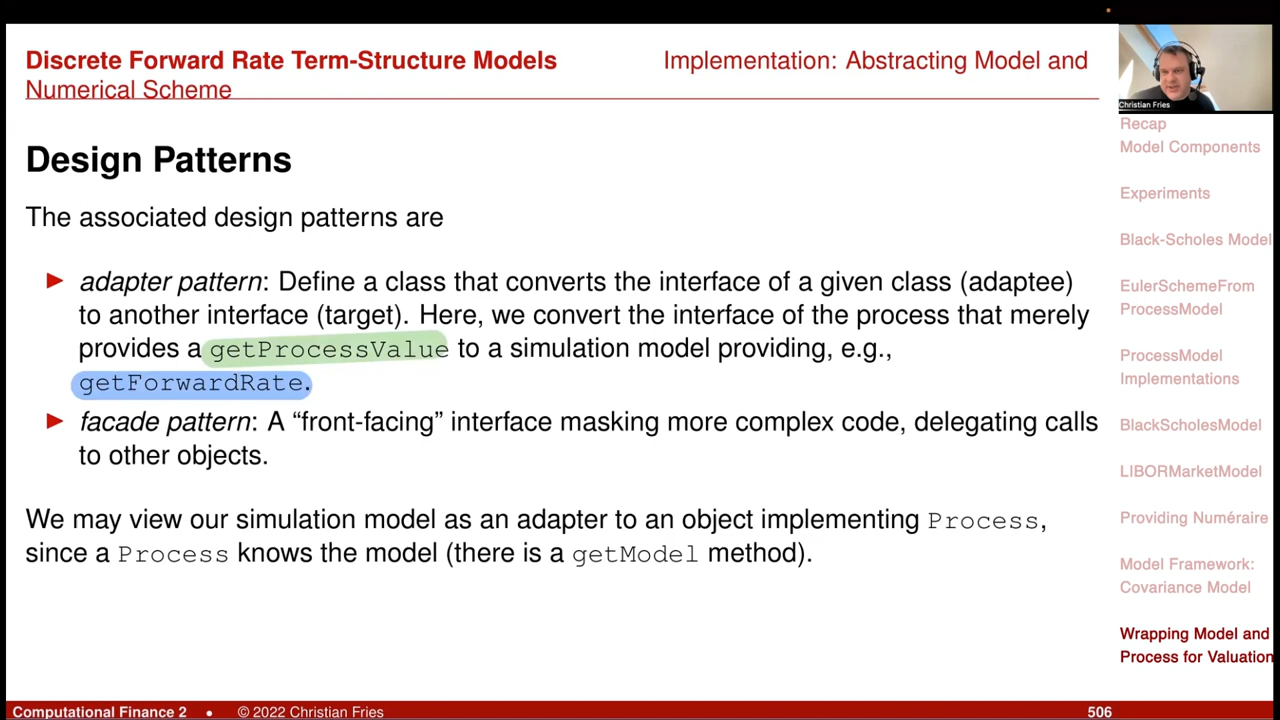 Discrete Forward Rate Term-Structure Models Implementation: Abstracting Model and
Numerical Scheme
Christian Fries
Design Patterns
The associated design patterns are
► adapter pattern: Define a class that converts the interface of a given class (adaptee)
to another interface (target). Here, we convert the interface of the process that merely
provides a getProcessValue to a simulation model providing, e.g.,
getForwardRate.
► facade pattern: A “front-facing” interface masking more complex code, delegating calls
to other objects.
We may view our simulation model as an adapter to an object implementing Process,
since a Process knows the model (there is a getModel method).
Recap
Model Components
Experiments
Black-Scholes Model
EulerSchemeFrom
ProcessModel
ProcessModel
Implementations
BlackScholesModel
LIBORMarketModel
Providing Numéraire
Model Framework:
Covariance Model
Wrapping Model and
Process for Valuation
Computational Finance 2 • © 2022 Christian Fries 506